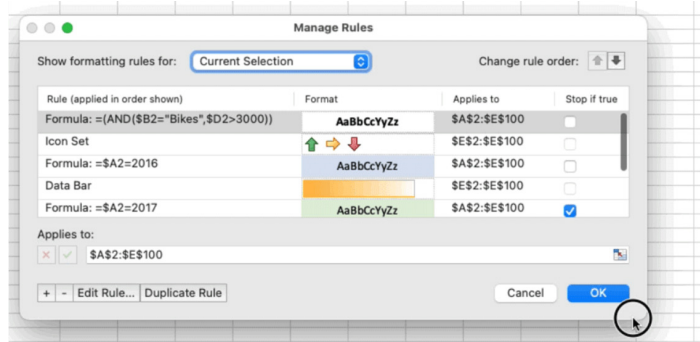 Manage Rules
Show formatting rules for: Current Selection Change rule order:
Rule (applied in order shown) Format Applies to Stop if true
Formula: =(AND($B2="Bikes",$D2>3000)) AaBbCcYyZz $A$2:$E$100
Icon Set $E$2:$E$100
Formula: =$A2=2016 AaBbCcYyZz $A$2:$E$100
Data Bar $E$2:$E$100
Formula: =$A2=2017 AaBbCcYyZz $A$2:$E$100
Applies to:
$A$2:$E$100
+ - Edit Rule... Duplicate Rule Cancel OK